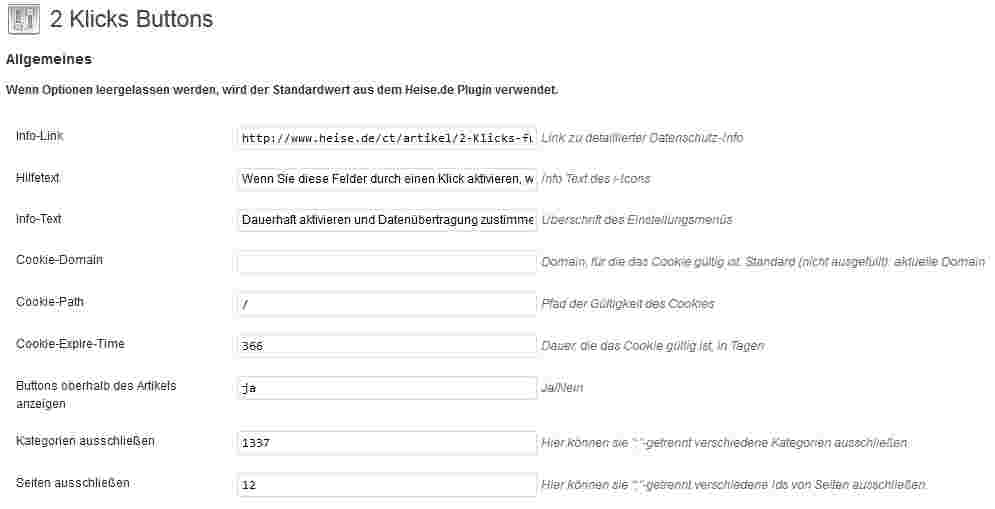 2 Klicks Buttons
Allgemeines
Wenn Optionen leergelassen werden, wird der Standardwert aus dem Heise.de Plugin verwendet.
Info-Link http://www.heise.de/ct/artikel/2-Klicks-fu Link zu detaillierter Datenschutz-Info
Hilfetext Wenn Sie diese Felder durch einen Klick aktivieren, w Info Text des i-Icons
Info-Text Dauerhaft aktivieren und Datenübertragung zustimme Überschrift des Einstellungsmenüs
Cookie-Domain Domain, für die das Cookie gültig ist. Standard (nicht ausgefüllt): aktuelle Domain
Cookie-Path / Pfad der Gültigkeit des Cookies
Cookie-Expire-Time 366 Dauer, die das Cookie gültig ist, in Tagen
Buttons oberhalb des Artikels
anzeigen ja Ja/Nein
Kategorien ausschließen 1337 Hier können sie ";"-getrennt verschiedene Kategorien ausschließen.
Seiten ausschließen 12 Hier können sie ";"-getrennt verschiedene Ids von Seiten ausschließen.